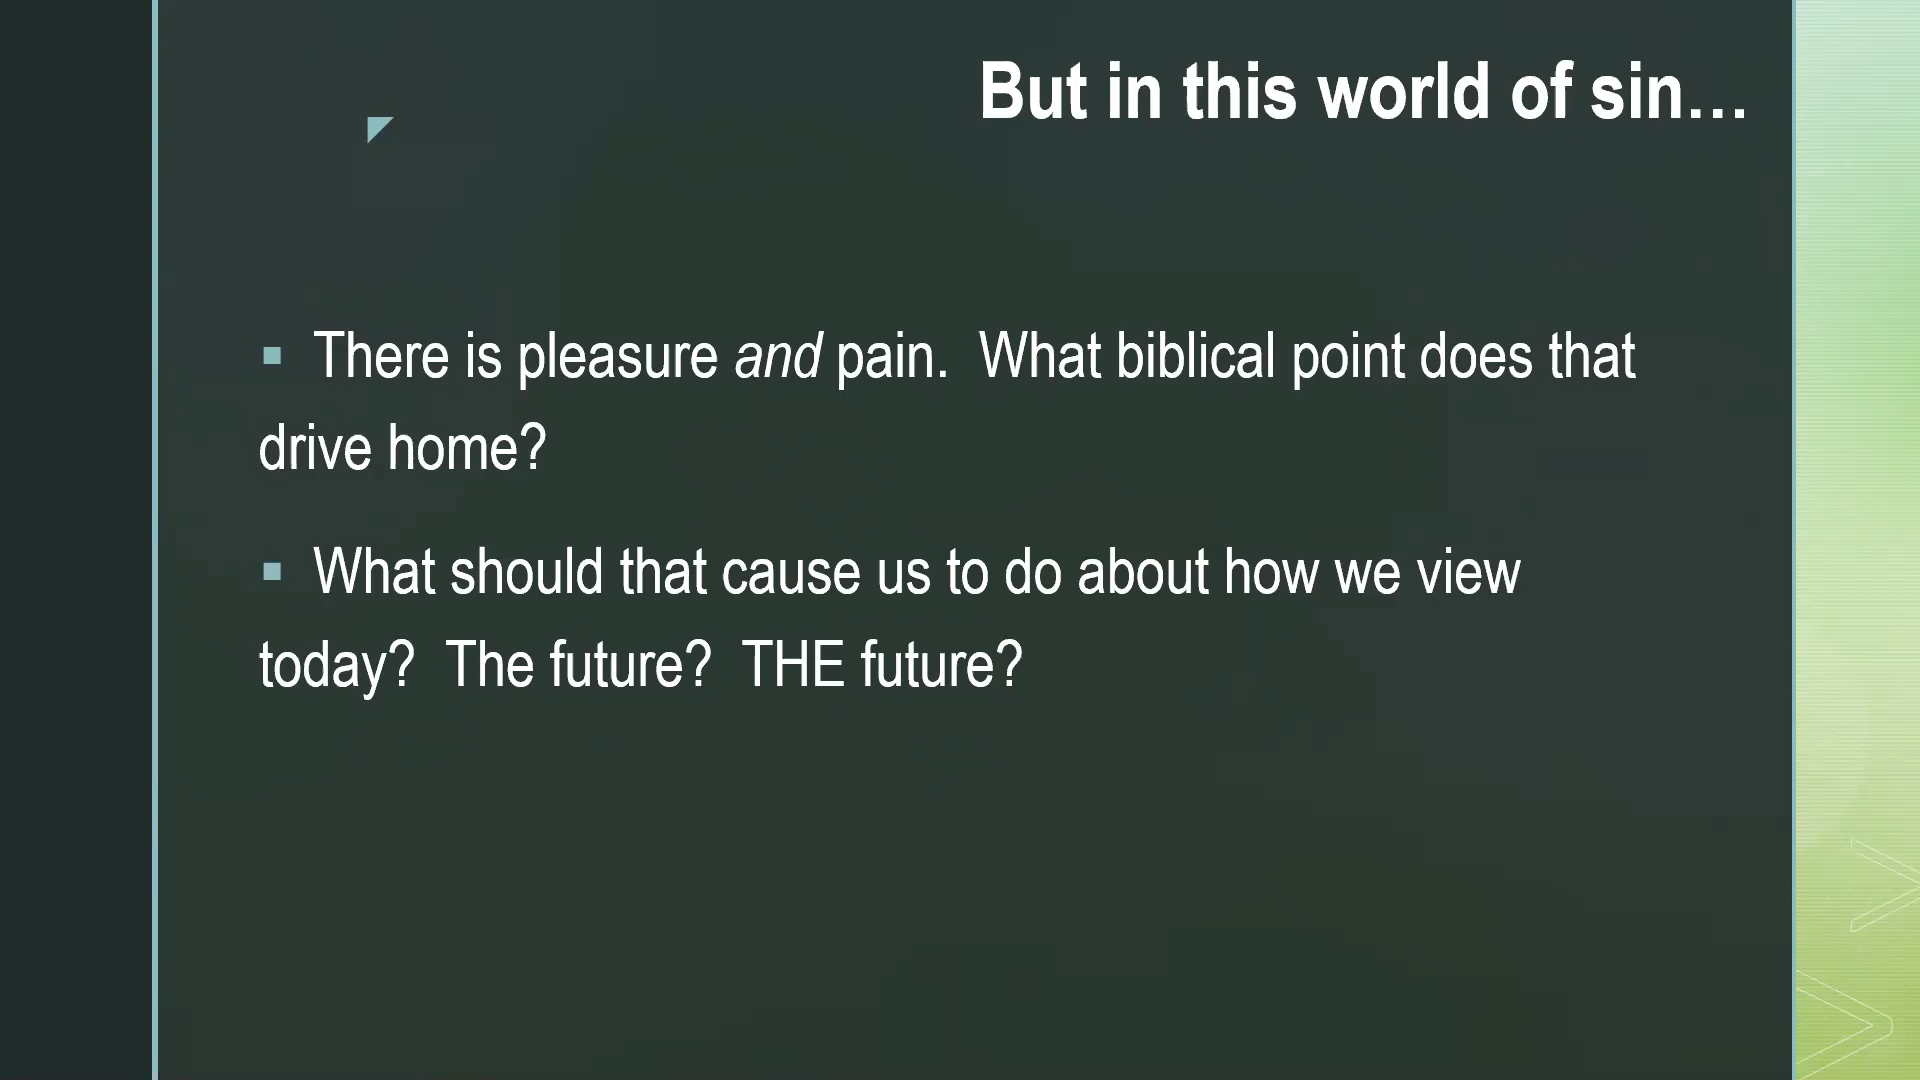 But in this world of sin…
▪ There is pleasure and pain.  What biblical point does that
drive home?
▪ What should that cause us to do about how we view
today?  The future?  THE future?